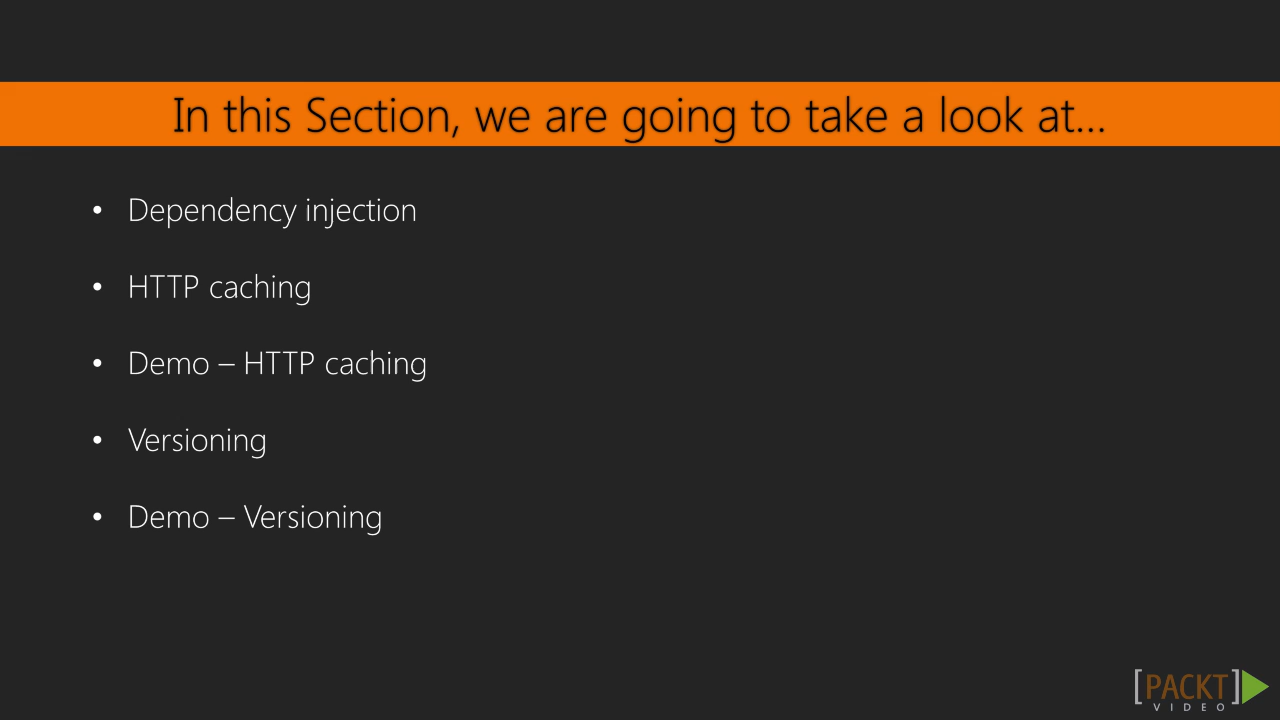 In this Section, we are going to take a look at...
• Dependency injection
• HTTP caching
• Demo – HTTP caching
• Versioning
• Demo – Versioning
[PACKT]
VIDEO